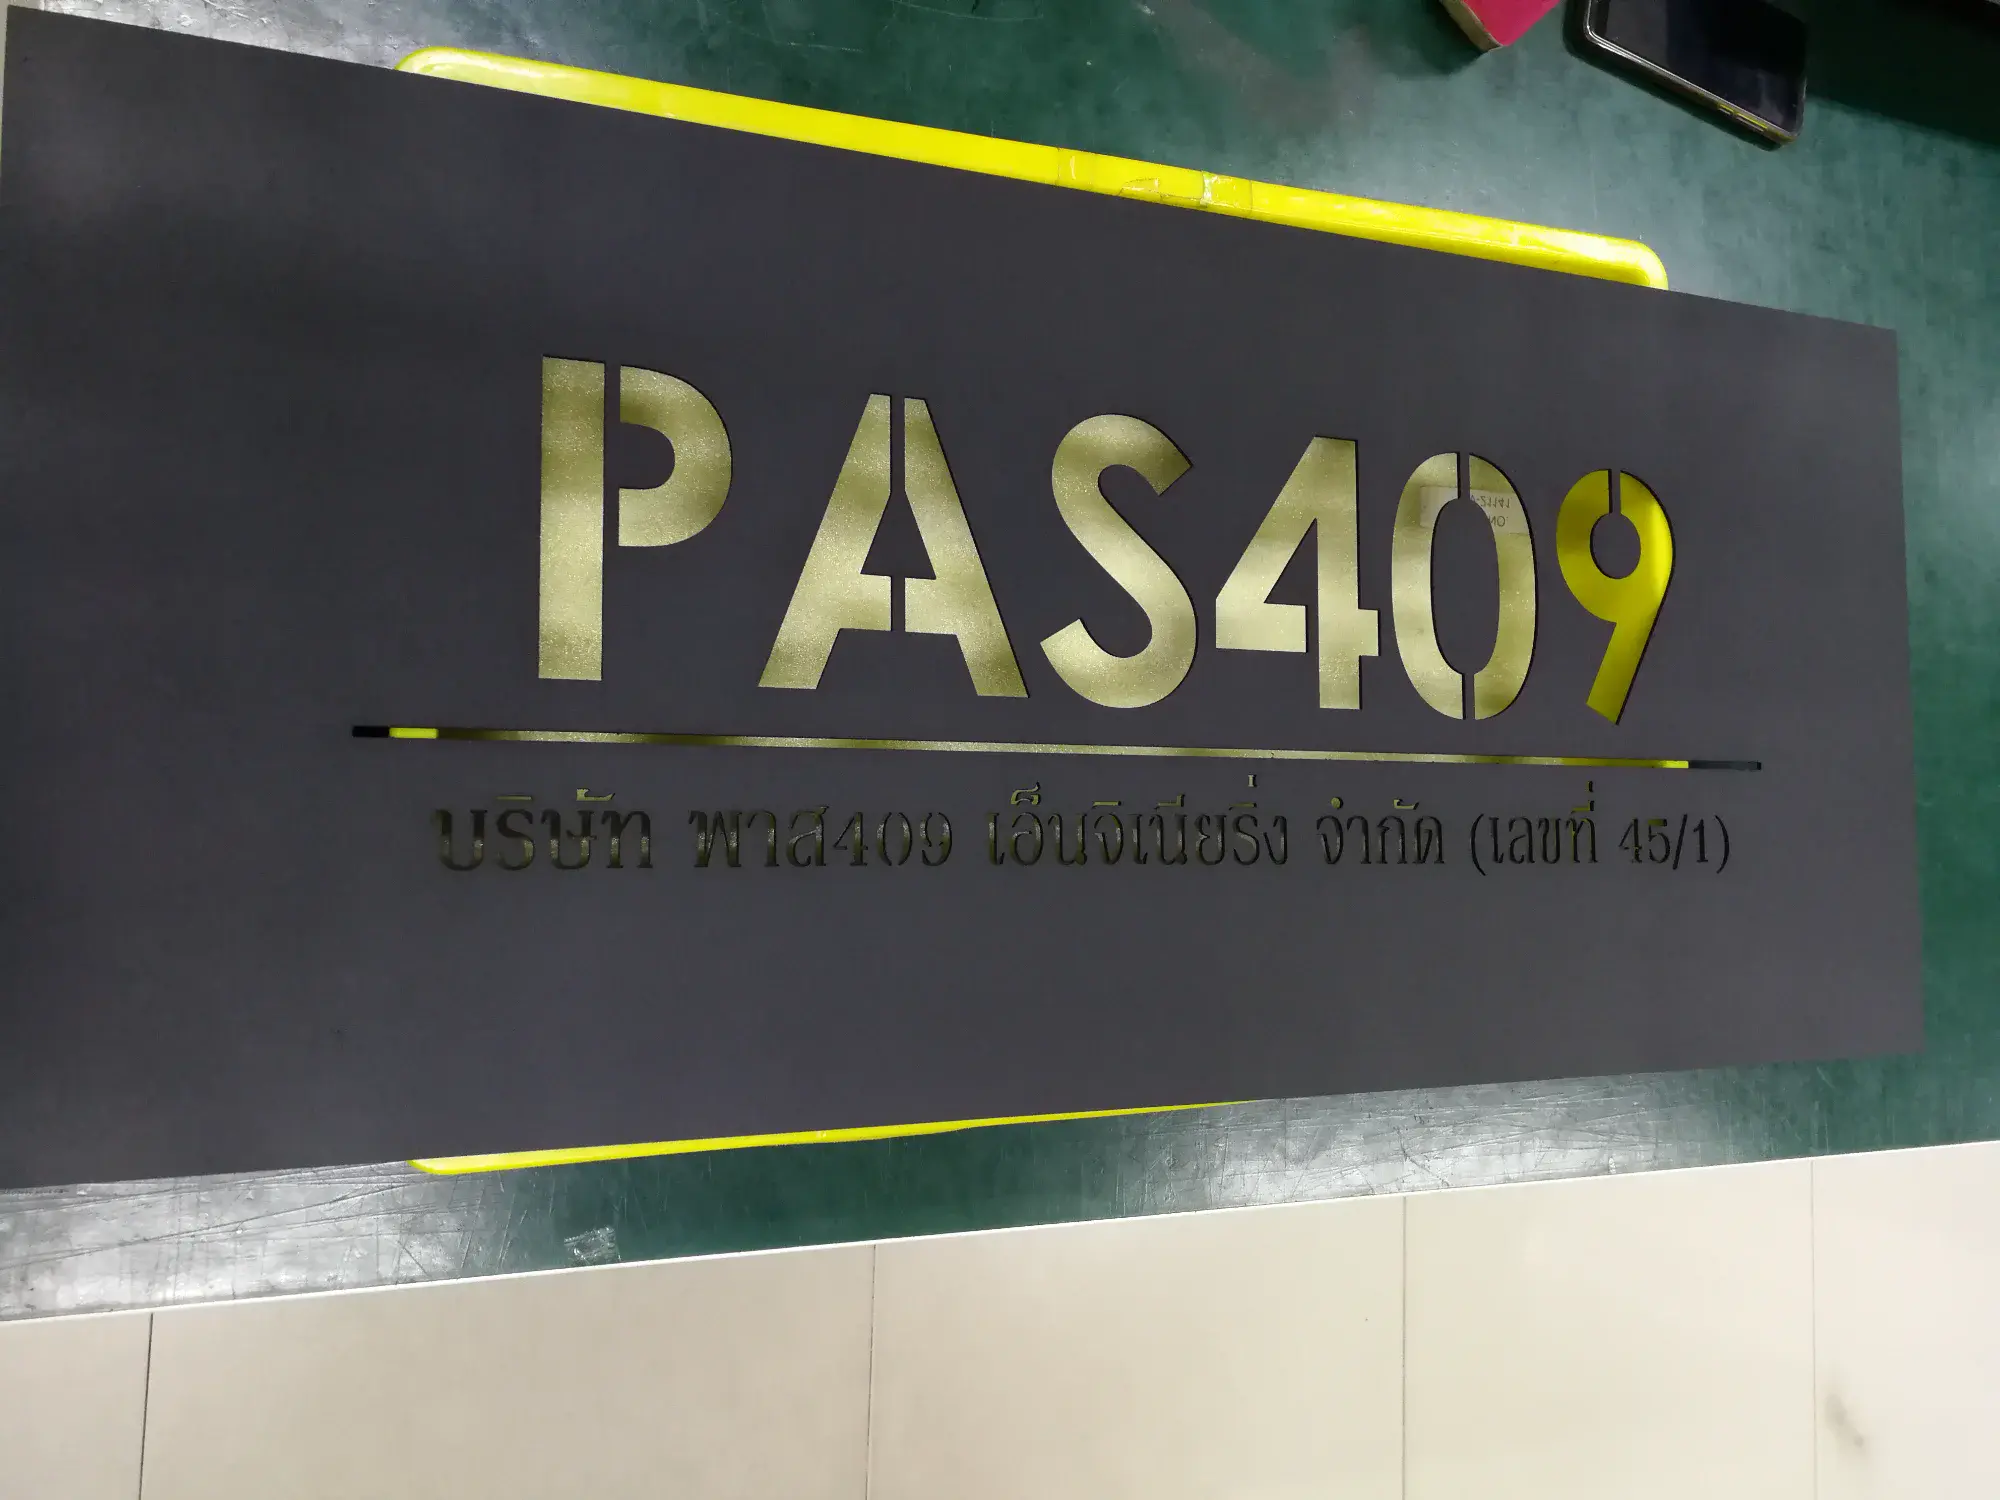 PAS409
บริษัท พาส409 เอ็นจิเนียริ่ง จำกัด (เลขที่ 45/1)